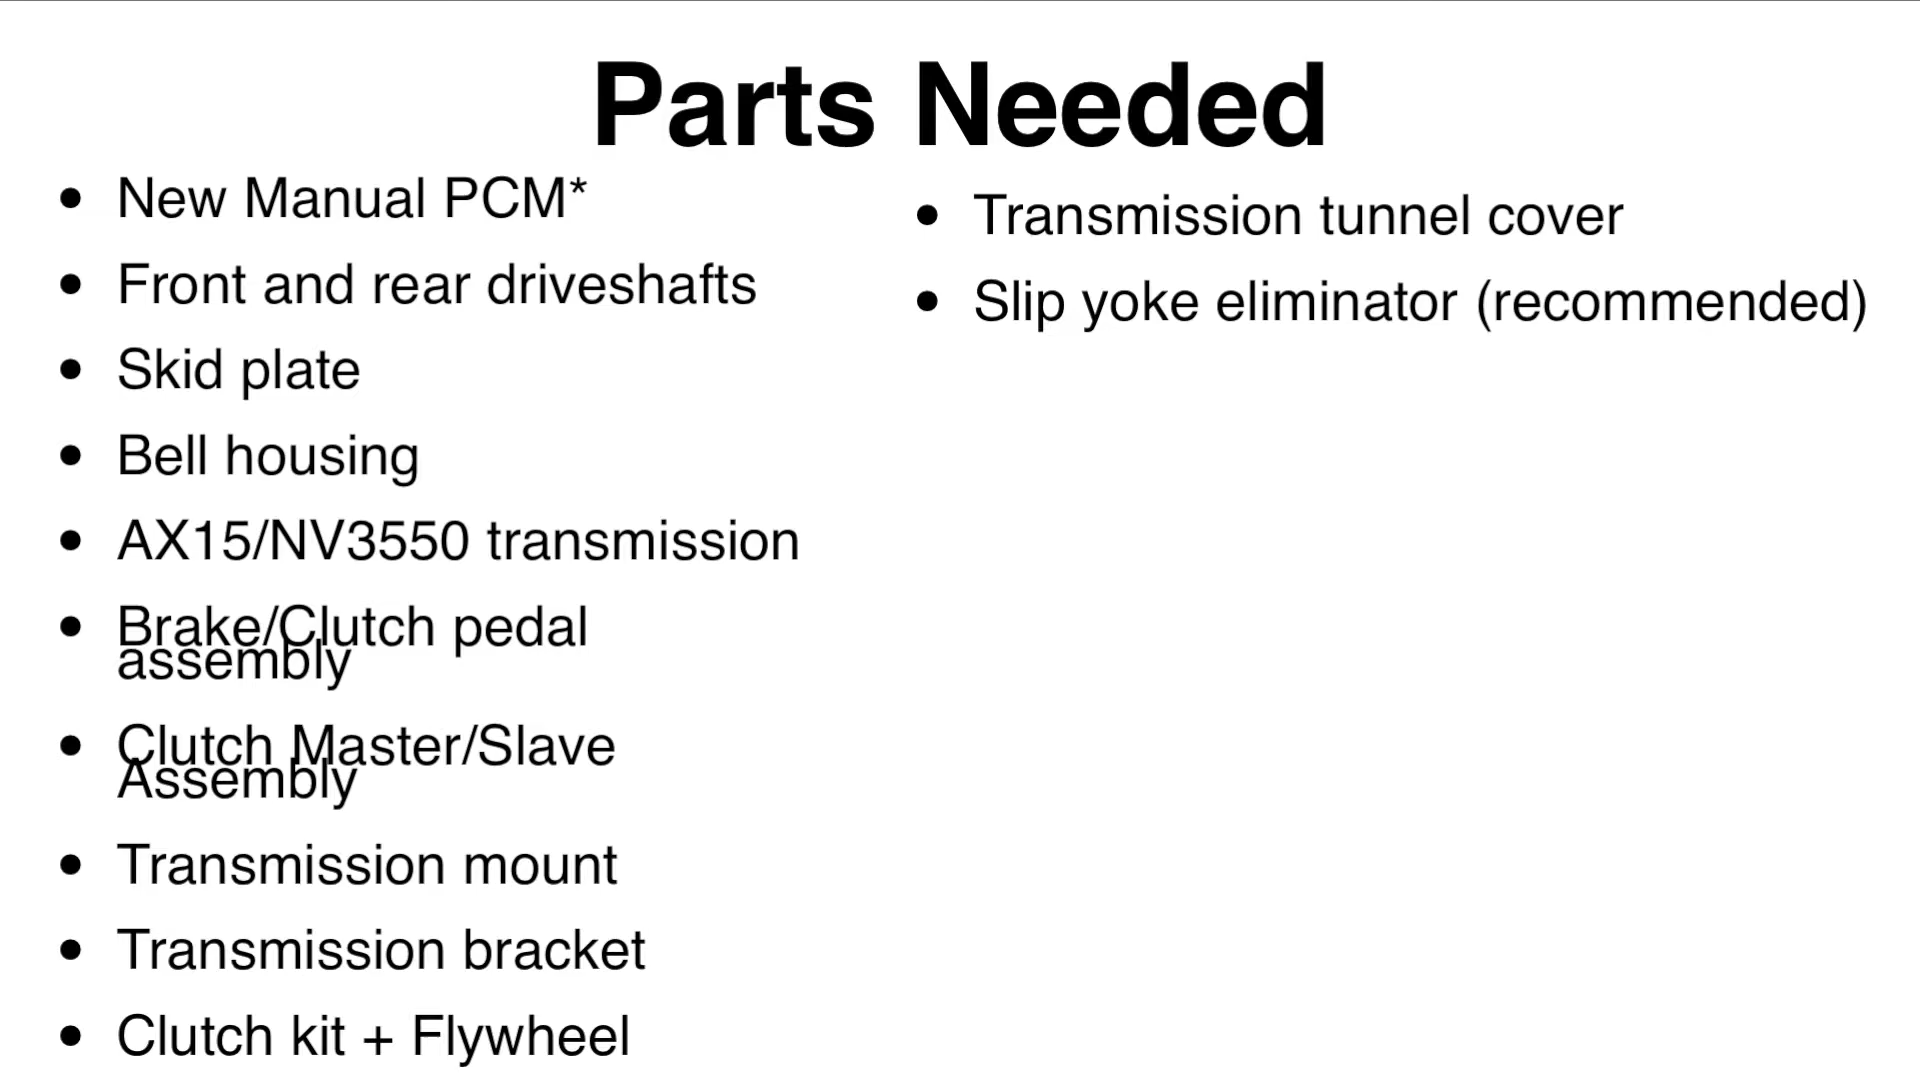 Parts Needed
• New Manual PCM*
• Front and rear driveshafts
• Skid plate
• Bell housing
• AX15/NV3550 transmission
• Brake/Clutch pedal
assembly
• Clutch Master/Slave
Assembly
• Transmission mount
• Transmission bracket
• Clutch kit + Flywheel
• Transmission tunnel cover
• Slip yoke eliminator (recommended)